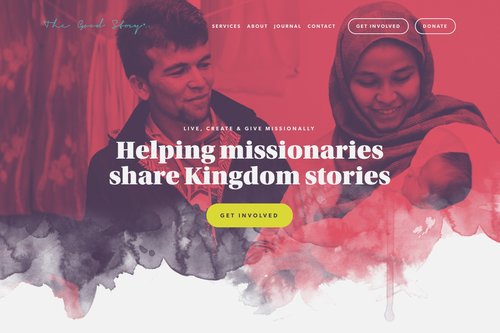 The Good Story
SERVICES ABOUT JOURNAL CONTACT GET INVOLVED DONATE
LIVE, CREATE & GIVE MISSIONALLY
Helping missionaries
share Kingdom stories
GET INVOLVED